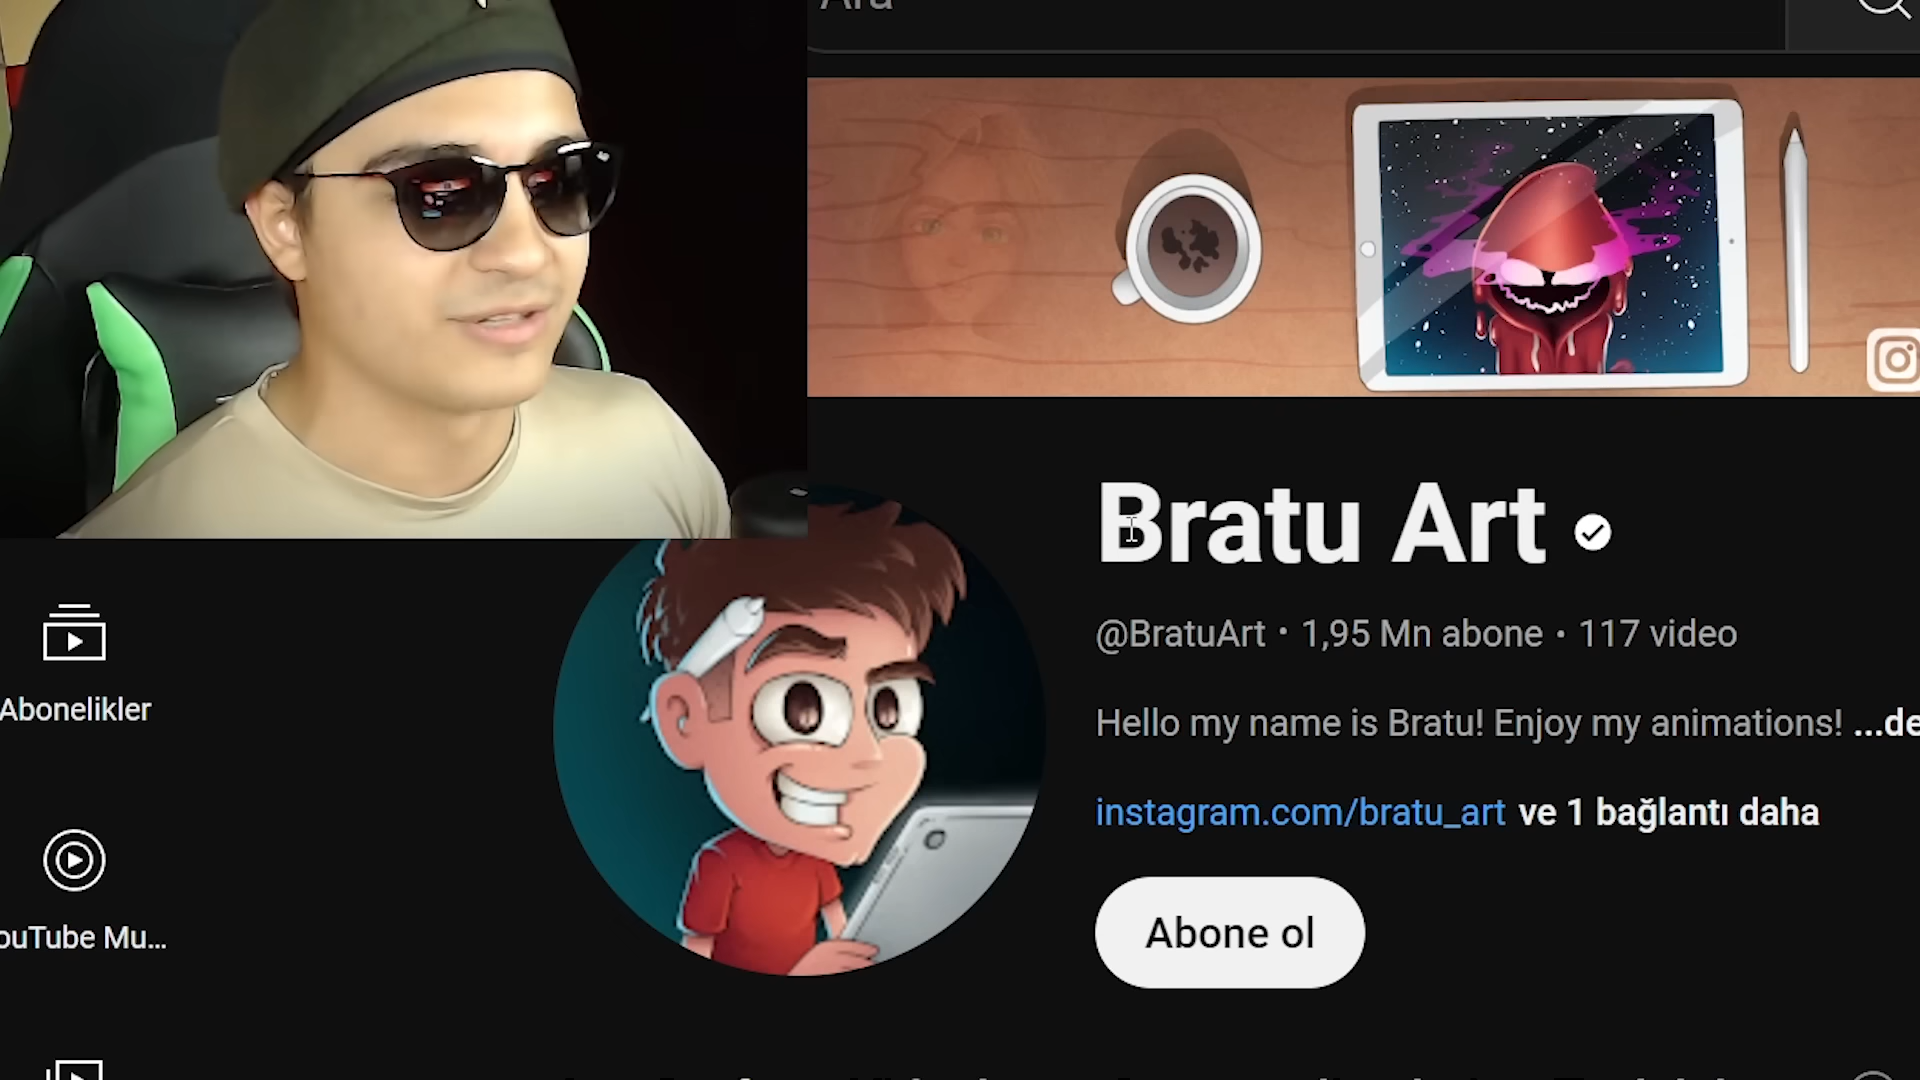 Ara
Bratu Art
@BratuArt • 1,95 Mn abone • 117 video
Hello my name is Bratu! Enjoy my animations! ...de
instagram.com/bratu_art ve 1 bağlantı daha
Abone ol
Abonelikler
ouTube Mu...